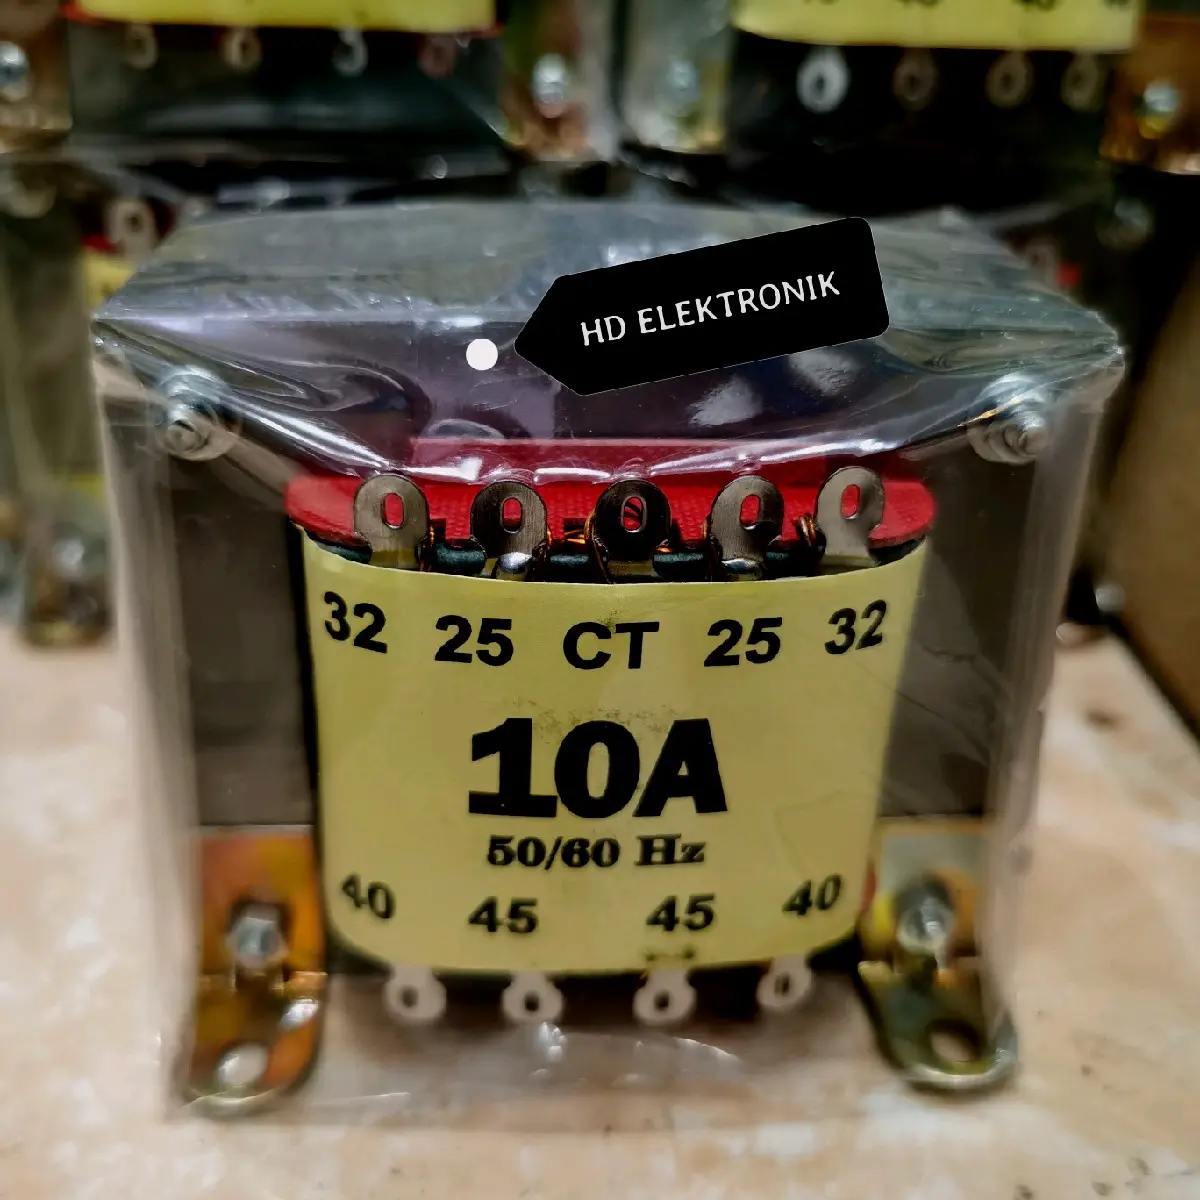 HD ELEKTRONIK
32 25 CT 25 32
10A
50/60 Hz
40 45 45 40